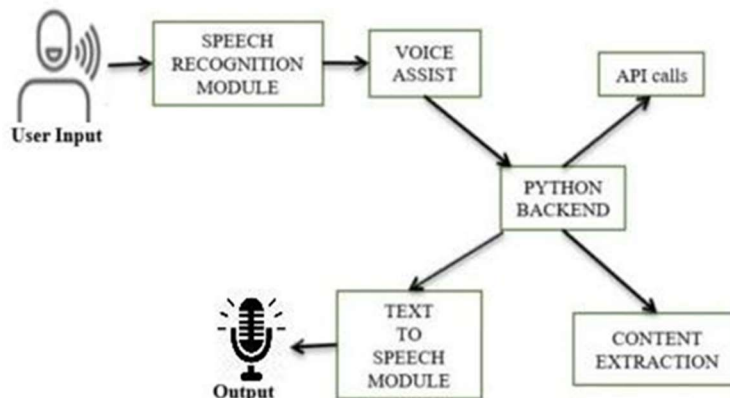 SPEECH
RECOGNITION
MODULE
VOICE
ASSIST
API calls
User Input
PYTHON
BACKEND
TEXT
TO
SPEECH
MODULE
CONTENT
EXTRACTION
Output